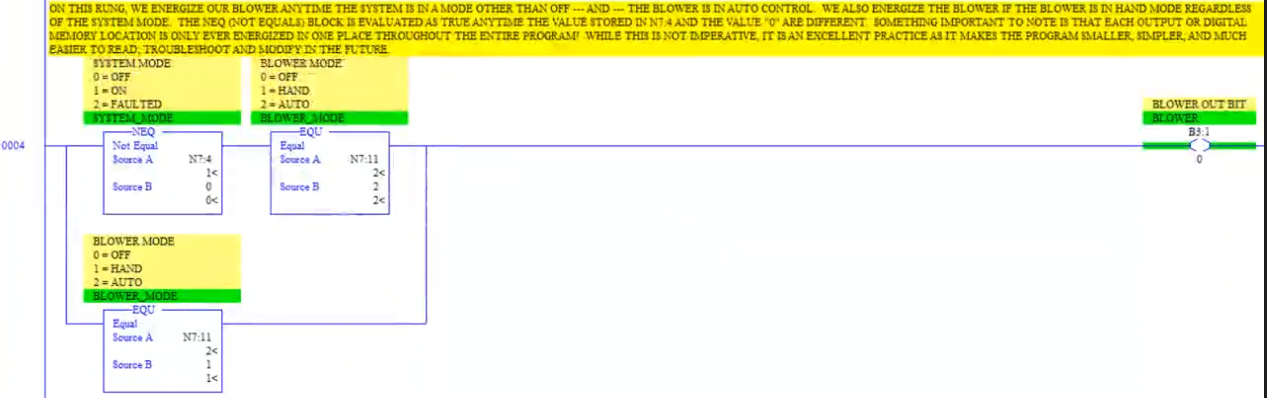 ON THIS RUNG, WE ENERGIZE OUR BLOWER ANYTIME THE SYSTEM IS IN A MODE OTHER THAN OFF --- AND --- THE BLOWER IS IN AUTO CONTROL. WE ALSO ENERGIZE THE BLOWER IF THE BLOWER IS IN HAND MODE REGARDLESS
OF THE SYSTEM MODE. THE NEQ (NOT EQUALS) BLOCK IS EVALUATED AS TRUE ANYTIME THE VALUE STORED IN N7:4 AND THE VALUE "0" ARE DIFFERENT. SOMETHING IMPORTANT TO NOTE IS THAT EACH OUTPUT OR DIGITAL
MEMORY LOCATION IS ONLY EVER ENERGIZED IN ONE PLACE THROUGHOUT THE ENTIRE PROGRAM! WHILE THIS IS NOT IMPERATIVE, IT IS AN EXCELLENT PRACTICE AS IT MAKES THE PROGRAM SMALLER, SIMPLER, AND MUCH
EASIER TO READ, TROUBLESHOOT AND MODIFY IN THE FUTURE.
SYSTEM MODE
0 = OFF
1 = ON
2 = FAULTED
SYSTEM_MODE
NEQ
Not Equal
Source A N7:4
1<
Source B 0
0<
BLOWER MODE
0 = OFF
1 = HAND
2 = AUTO
BLOWER_MODE
EQU
Equal
Source A N7:11
2<
Source B 2
2<
BLOWER OUT BIT
BLOWER
B3:1
0
0004
BLOWER MODE
0 = OFF
1 = HAND
2 = AUTO
BLOWER_MODE
EQU
Equal
Source A N7:11
2<
Source B 1
1<